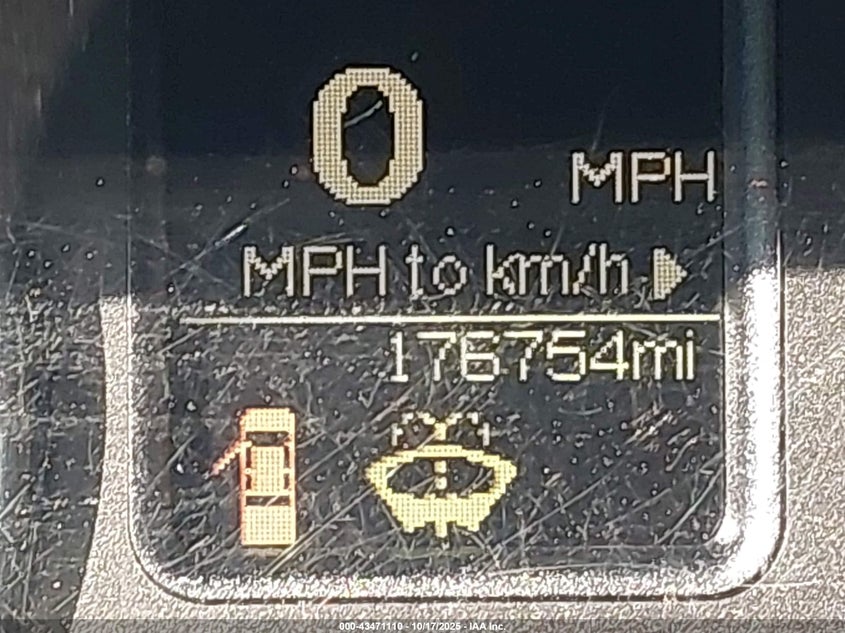 0
MPH
MPH to km/h
176754mi
000-43471110 - 10/17/2025 - IAA Inc.